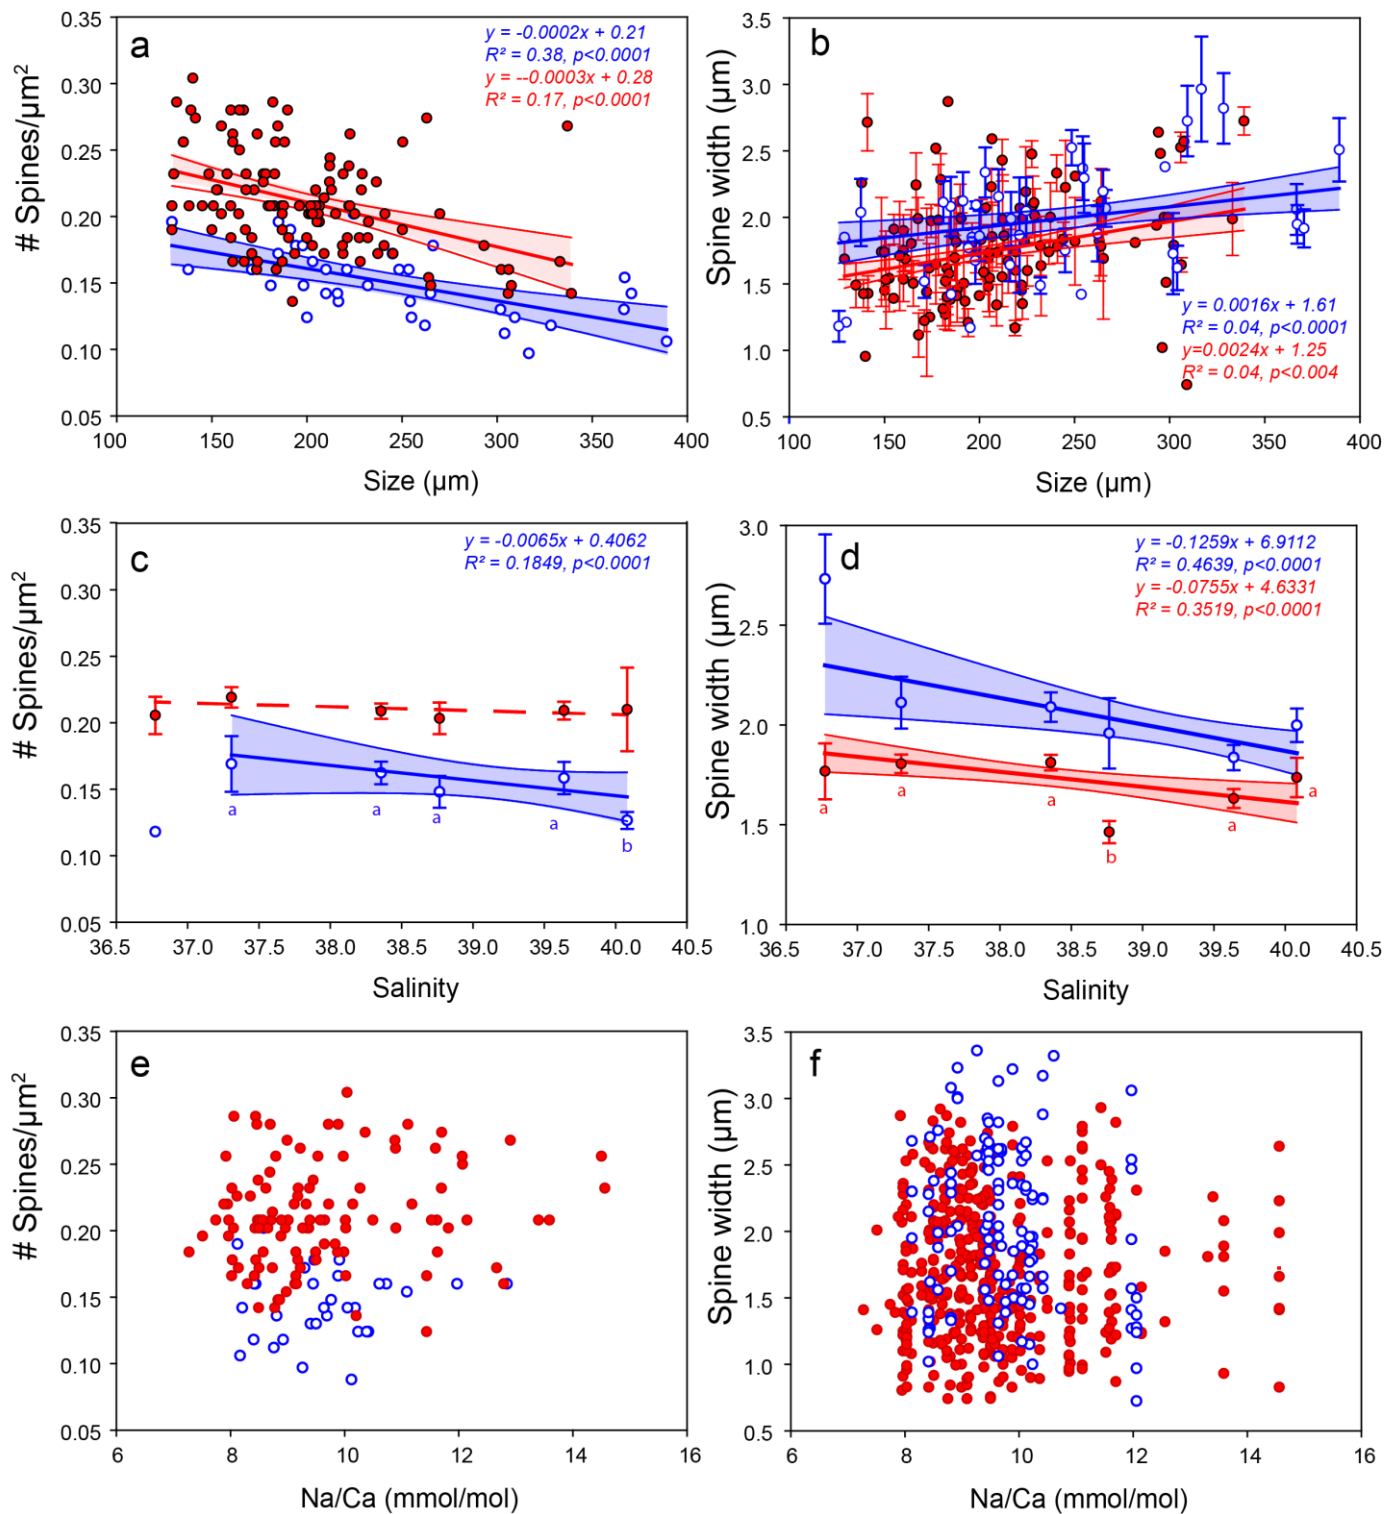 a
y = -0.0002x + 0.21
R² = 0.38, p<0.0001
y = --0.0003x + 0.28
R² = 0.17, p<0.0001
# Spines/µm²
0.35
0.30
0.25
0.20
0.15
0.10
0.05
100 150 200 250 300 350 400
Size (µm)
b
Spine width (µm)
3.5
3.0
2.5
2.0
1.5
1.0
0.5
y = 0.0016x + 1.61
R² = 0.04, p<0.0001
y=0.0024x + 1.25
R² = 0.04, p<0.004
100 150 200 250 300 350 400
Size (µm)
c
y = -0.0065x + 0.4062
R² = 0.1849, p<0.0001
# Spines/µm²
0.35
0.30
0.25
0.20
0.15
0.10
0.05
a a a a b
36.5 37.0 37.5 38.0 38.5 39.0 39.5 40.0 40.5
Salinity
d
y = -0.1259x + 6.9112
R² = 0.4639, p<0.0001
y = -0.0755x + 4.6331
R² = 0.3519, p<0.0001
Spine width (µm)
3.0
2.5
2.0
1.5
1.0
a a a b a a
36.5 37.0 37.5 38.0 38.5 39.0 39.5 40.0 40.5
Salinity
e
# Spines/µm²
0.35
0.30
0.25
0.20
0.15
0.10
0.05
6 8 10 12 14 16
Na/Ca (mmol/mol)
f
Spine width (µm)
3.5
3.0
2.5
2.0
1.5
1.0
0.5
6 8 10 12 14 16
Na/Ca (mmol/mol)